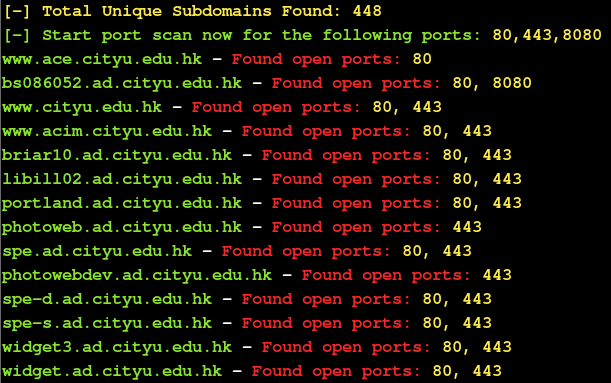 [-] Total Unique Subdomains Found: 448
[-] Start port scan now for the following ports: 80,443,8080
www.ace.cityu.edu.hk - Found open ports: 80
bs086052.ad.cityu.edu.hk - Found open ports: 80, 8080
www.cityu.edu.hk - Found open ports: 80, 443
www.acim.cityu.edu.hk - Found open ports: 80, 443
briar10.ad.cityu.edu.hk - Found open ports: 80, 443
libill02.ad.cityu.edu.hk - Found open ports: 80, 443
portland.ad.cityu.edu.hk - Found open ports: 80, 443
photoweb.ad.cityu.edu.hk - Found open ports: 443
spe.ad.cityu.edu.hk - Found open ports: 80, 443
photowebdev.ad.cityu.edu.hk - Found open ports: 443
spe-d.ad.cityu.edu.hk - Found open ports: 80, 443
spe-s.ad.cityu.edu.hk - Found open ports: 80, 443
widget3.ad.cityu.edu.hk - Found open ports: 80, 443
widget.ad.cityu.edu.hk - Found open ports: 80, 443